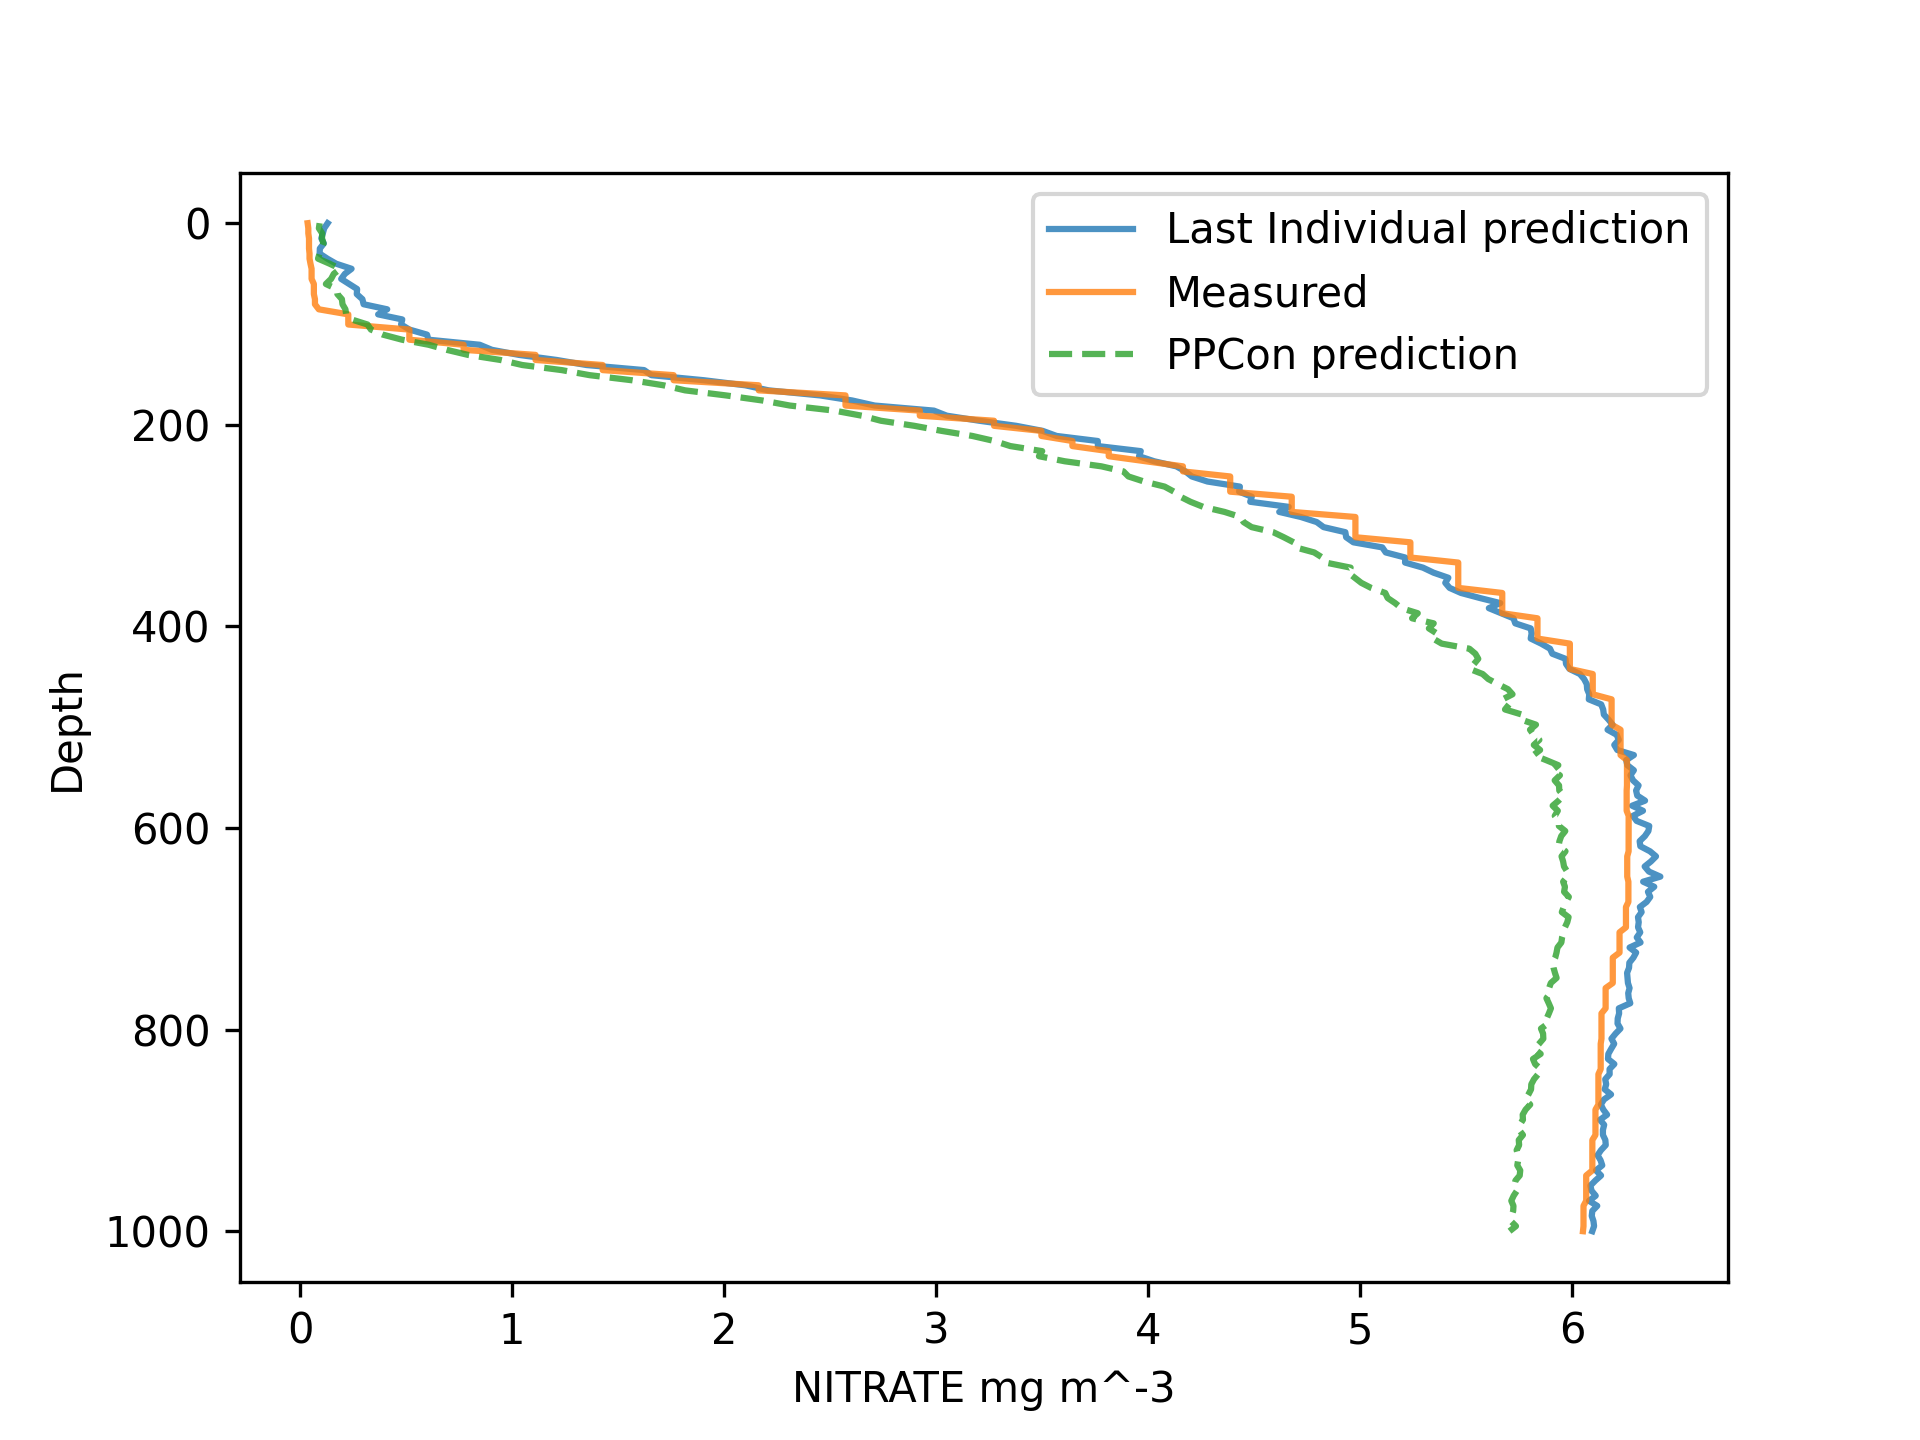 Last Individual prediction
Measured
PPCon prediction
0
200
400
600
800
1000
Depth
0 1 2 3 4 5 6
NITRATE mg m^-3